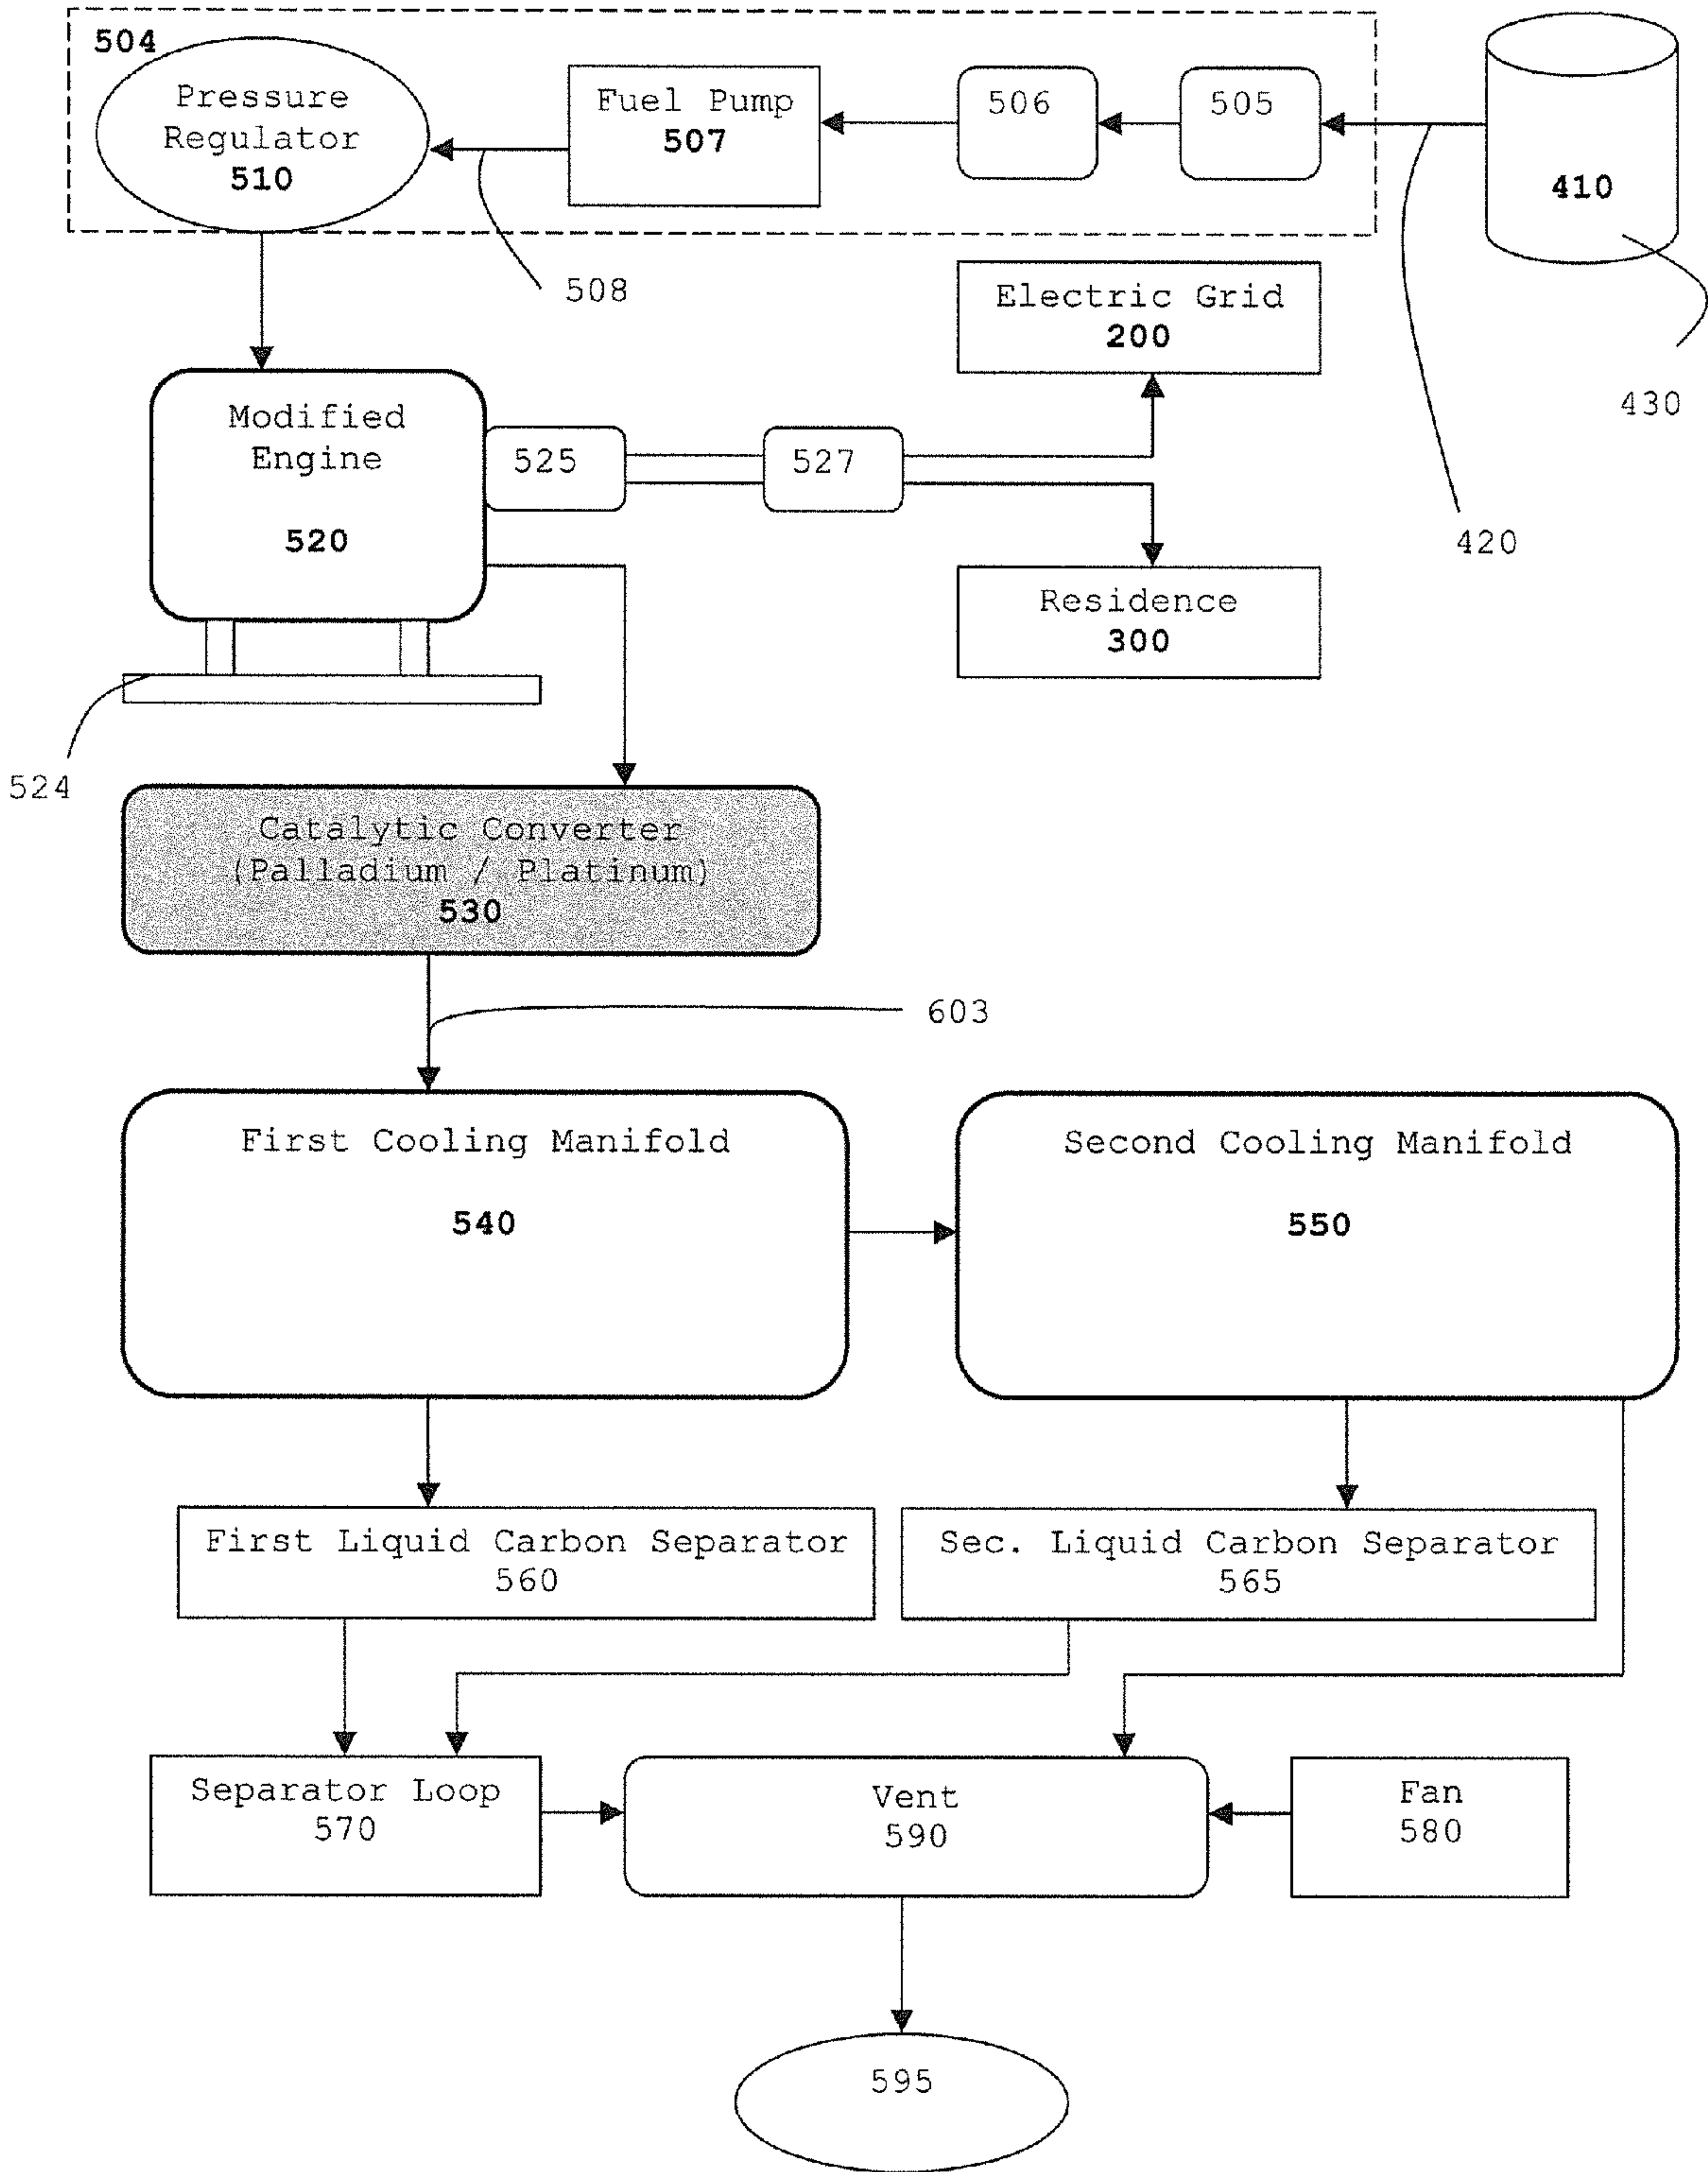 504
Pressure
Regulator
510
Fuel Pump
507
506
505
410
508
Electric Grid
200
430
Modified
Engine
520
525
527
420
Residence
300
524
Catalytic Converter
(Palladium / Platinum)
530
603
First Cooling Manifold
540
Second Cooling Manifold
550
First Liquid Carbon Separator
560
Sec. Liquid Carbon Separator
565
Separator Loop
570
Vent
590
Fan
580
595